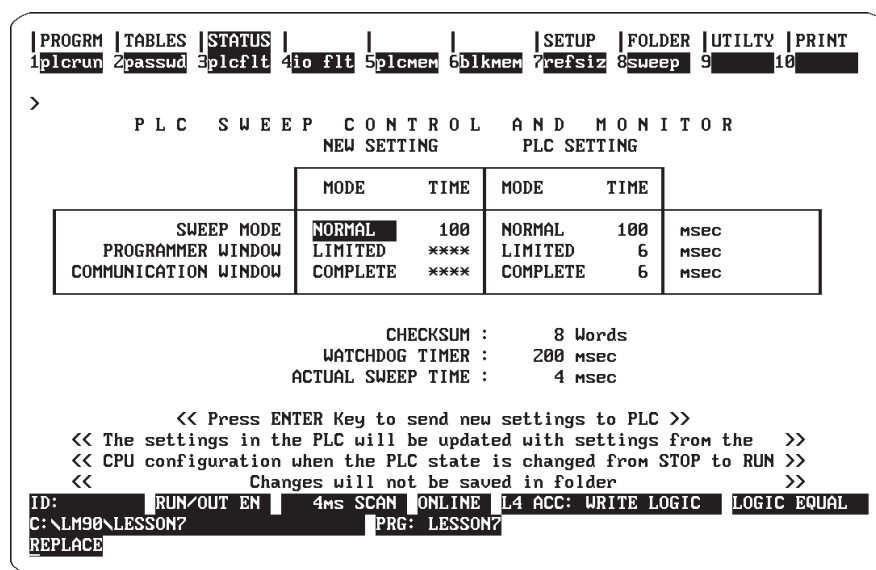 |PROGRM |TABLES |STATUS | | | |SETUP |FOLDER |UTILTY |PRINT
1plcrun 2passwd 3plcflt 4io flt 5plcmem 6blkmem 7refsiz 8sweep 9 10
>
PLC SWEEP CONTROL AND MONITOR
NEW SETTING PLC SETTING
MODE TIME MODE TIME
SWEEP MODE NORMAL 100 NORMAL 100 msec
PROGRAMMER WINDOW LIMITED **** LIMITED 6 msec
COMMUNICATION WINDOW COMPLETE **** COMPLETE 6 msec
CHECKSUM : 8 Words
WATCHDOG TIMER : 200 msec
ACTUAL SWEEP TIME : 4 msec
<< Press ENTER Key to send new settings to PLC >>
<< The settings in the PLC will be updated with settings from the >>
<< CPU configuration when the PLC state is changed from STOP to RUN >>
<< Changes will not be saved in folder >>
ID: RUN/OUT EN 4ms SCAN ONLINE L4 ACC: WRITE LOGIC LOGIC EQUAL
C:\LM90\LESSON7 PRG: LESSON7
REPLACE